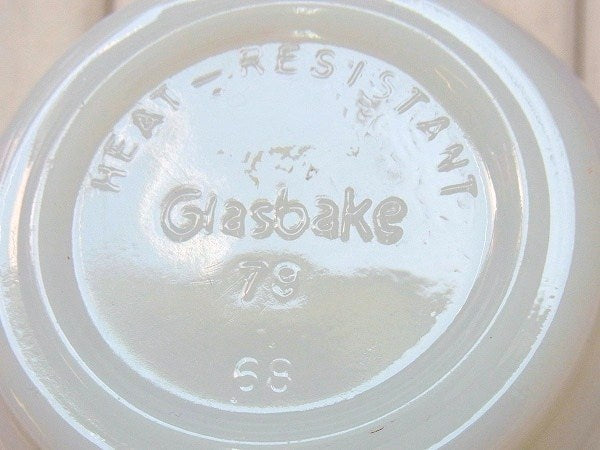 HEAT-RESISTANT
Glasbake
79
68